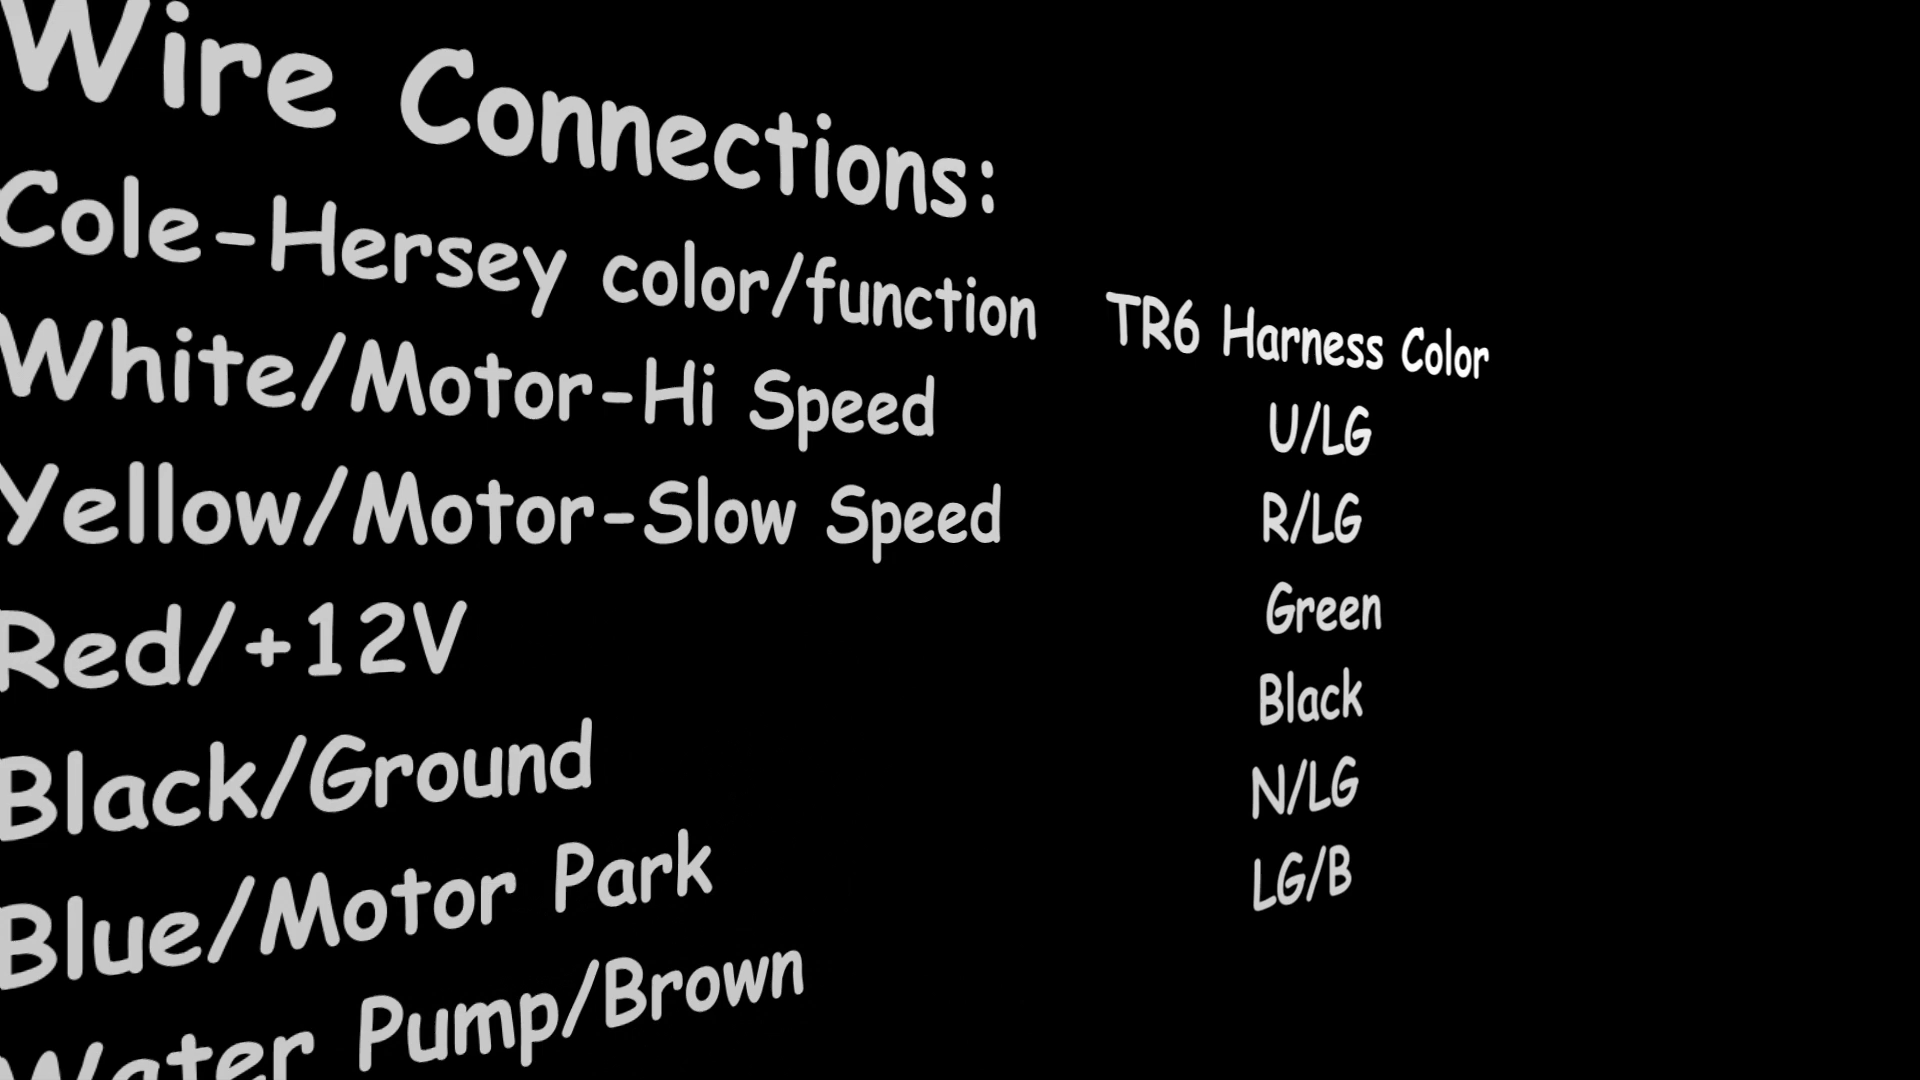 Wire Connections:
Cole-Hersey color/function TR6 Harness Color
White/Motor-Hi Speed U/LG
Yellow/Motor-Slow Speed R/LG
Red/+12V Green
Black/Ground Black
Blue/Motor Park N/LG
Water Pump/Brown LG/B